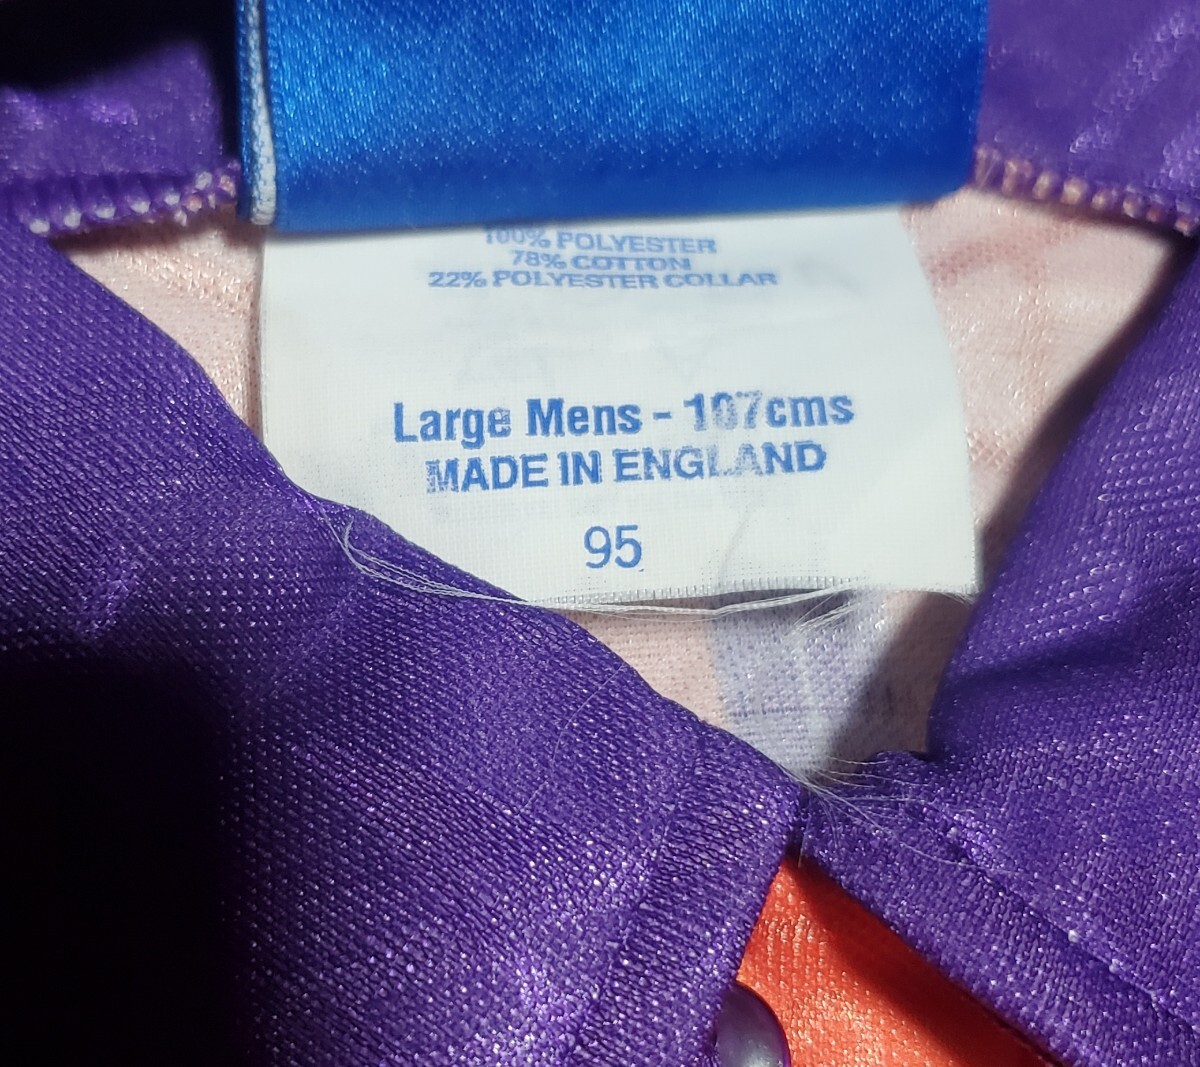 100% POLYESTER
78% COTTON
22% POLYESTER COLLAR
Large Mens - 107cms
MADE IN ENGLAND
95